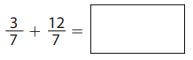 3/7 + 12/7 =